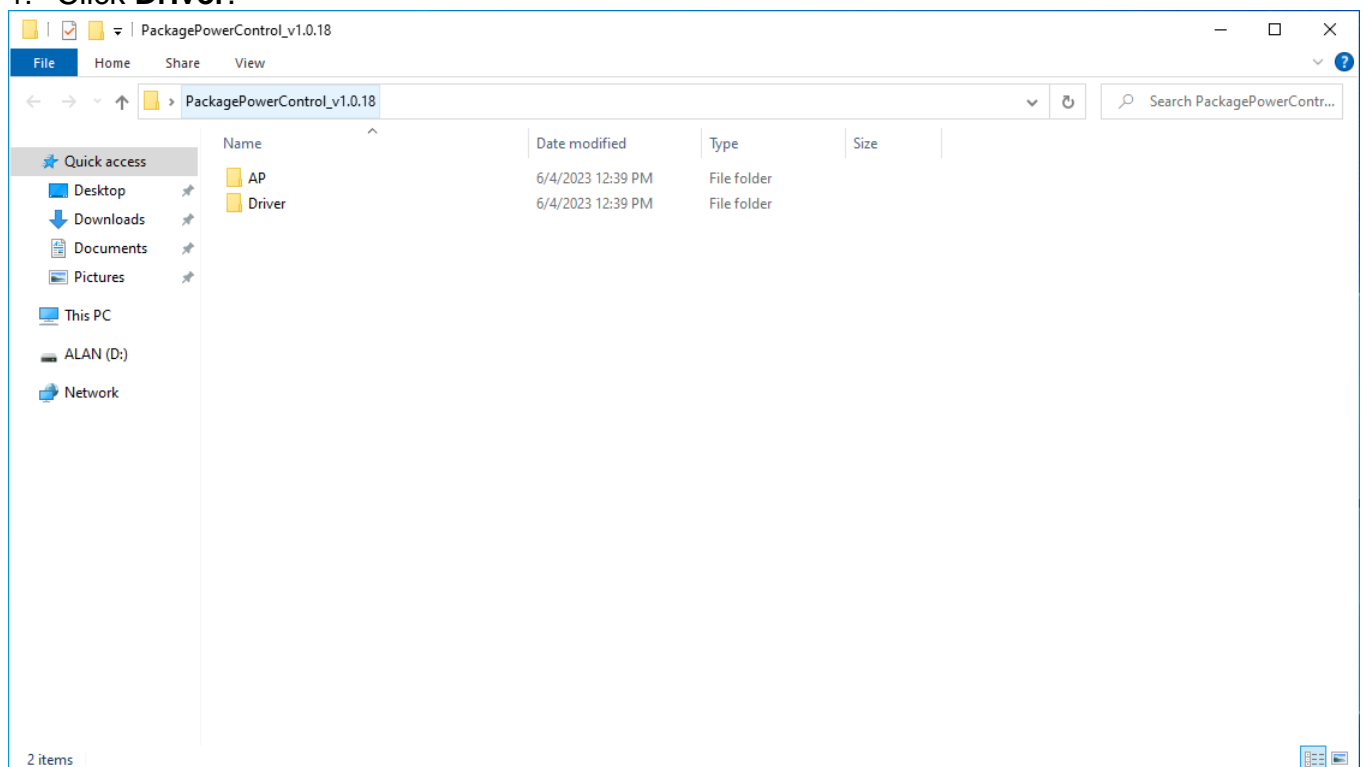 1. Click Driver.
PackagePowerControl_v1.0.18
File Home Share View
PackagePowerControl_v1.0.18
Search PackagePowerContr...
Name Date modified Type Size
Quick access
Desktop
Downloads
Documents
Pictures
This PC
ALAN (D:)
Network
AP 6/4/2023 12:39 PM File folder
Driver 6/4/2023 12:39 PM File folder
2 items